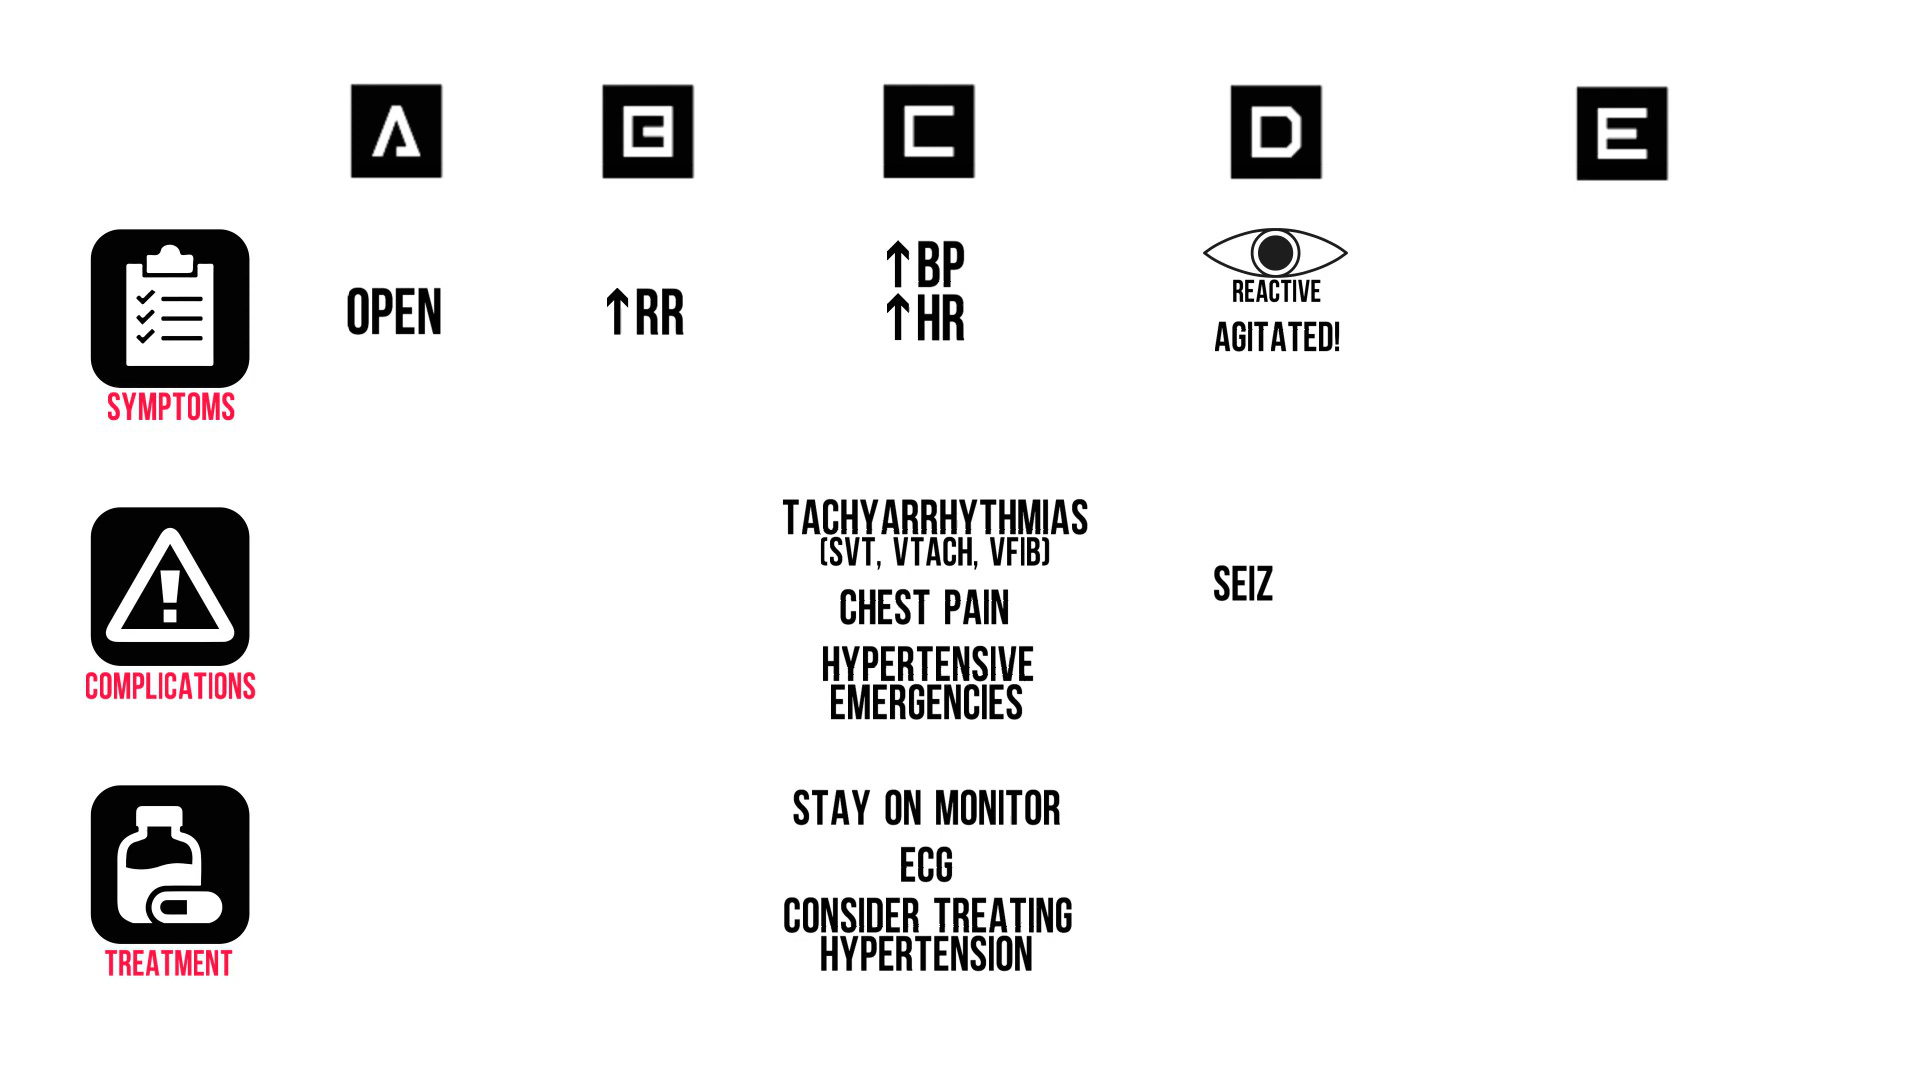 A B C D E
OPEN
↑RR
↑BP
↑HR
REACTIVE
AGITATED!
SYMPTOMS
TACHYARRHYTHMIAS
(SVT, VTACH, VFIB)
CHEST PAIN
HYPERTENSIVE
EMERGENCIES
SEIZ
COMPLICATIONS
STAY ON MONITOR
ECG
CONSIDER TREATING
HYPERTENSION
TREATMENT